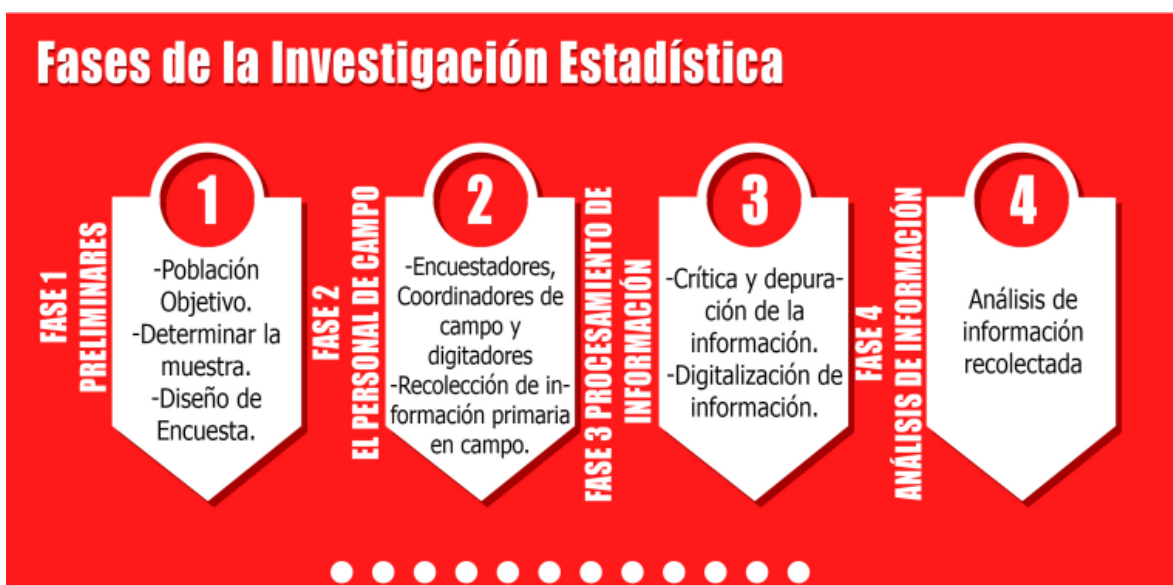 Fases de la Investigación Estadística
FASE 1
PRELIMINARES
1
-Población
Objetivo.
-Determinar la
muestra.
-Diseño de
Encuesta.
FASE 2
EL PERSONAL DE CAMPO
2
-Encuestadores,
Coordinadores de
campo y
digitadores
-Recolección de in-
formación primaria
en campo.
FASE 3 PROCESAMIENTO DE
INFORMACIÓN
3
-Crítica y depura-
ción de la
información.
-Digitalización de
información.
FASE 4
ANÁLISIS DE INFORMACIÓN
4
Análisis de
información
recolectada